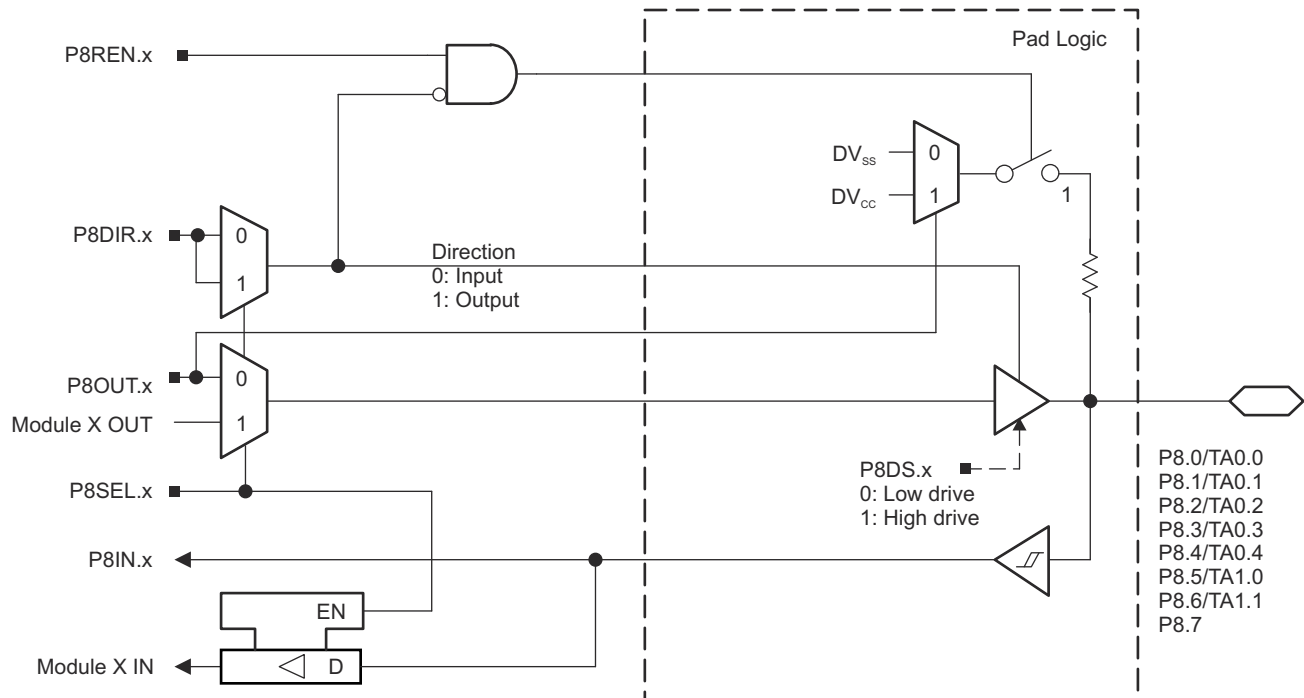 Pad Logic
P8REN.x
DVSS
0
DVCC
1
1
P8DIR.x
0
1
Direction
0: Input
1: Output
P8OUT.x
0
Module X OUT
1
P8SEL.x
P8DS.x
0: Low drive
1: High drive
P8.0/TA0.0
P8.1/TA0.1
P8.2/TA0.2
P8.3/TA0.3
P8.4/TA0.4
P8.5/TA1.0
P8.6/TA1.1
P8.7
P8IN.x
EN
Module X IN
D